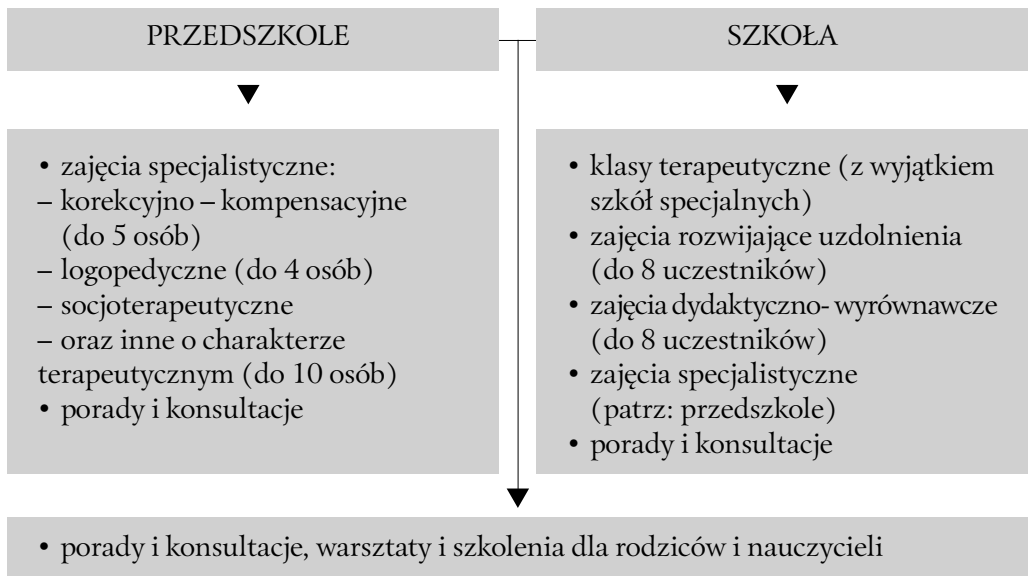 PRZEDSZKOLE
• zajęcia specjalistyczne:
– korekcyjno – kompensacyjne
(do 5 osób)
– logopedyczne (do 4 osób)
– socjoterapeutyczne
– oraz inne o charakterze
terapeutycznym (do 10 osób)
• porady i konsultacje
SZKOŁA
• klasy terapeutyczne (z wyjątkiem
szkół specjalnych)
• zajęcia rozwijające uzdolnienia
(do 8 uczestników)
• zajęcia dydaktyczno- wyrównawcze
(do 8 uczestników)
• zajęcia specjalistyczne
(patrz: przedszkole)
• porady i konsultacje
• porady i konsultacje, warsztaty i szkolenia dla rodziców i nauczycieli